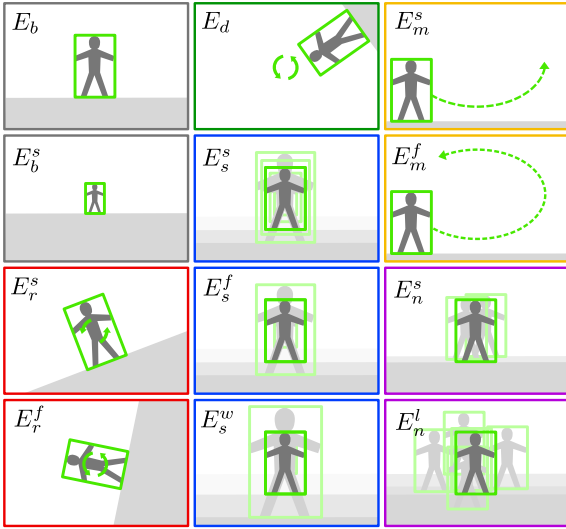 E_b E_d E_m^s
E_b^s E_s^s E_m^f
E_r^s E_s^f E_n^s
E_r^f E_s^w E_n^l